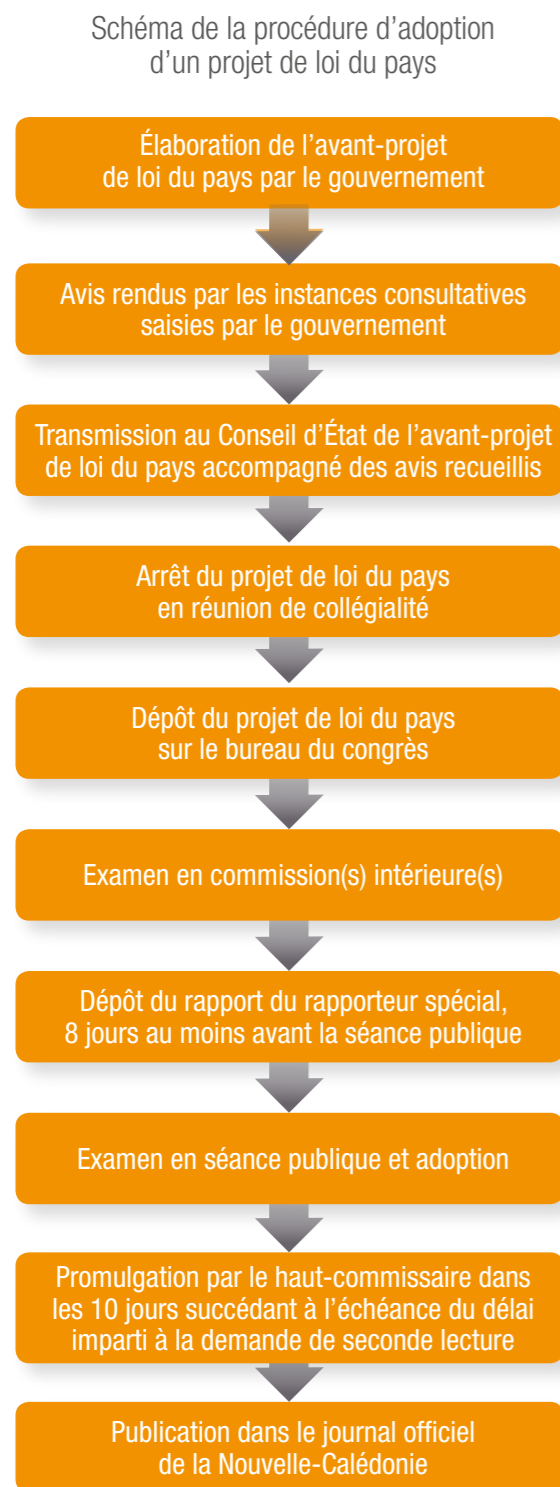 Schéma de la procédure d’adoption
d’un projet de loi du pays
Élaboration de l’avant-projet
de loi du pays par le gouvernement
Avis rendus par les instances consultatives
saisies par le gouvernement
Transmission au Conseil d’État de l’avant-projet
de loi du pays accompagné des avis recueillis
Arrêt du projet de loi du pays
en réunion de collégialité
Dépôt du projet de loi du pays
sur le bureau du congrès
Examen en commission(s) intérieure(s)
Dépôt du rapport du rapporteur spécial,
8 jours au moins avant la séance publique
Examen en séance publique et adoption
Promulgation par le haut-commissaire dans
les 10 jours succédant à l’échéance du délai
imparti à la demande de seconde lecture
Publication dans le journal officiel
de la Nouvelle-Calédonie